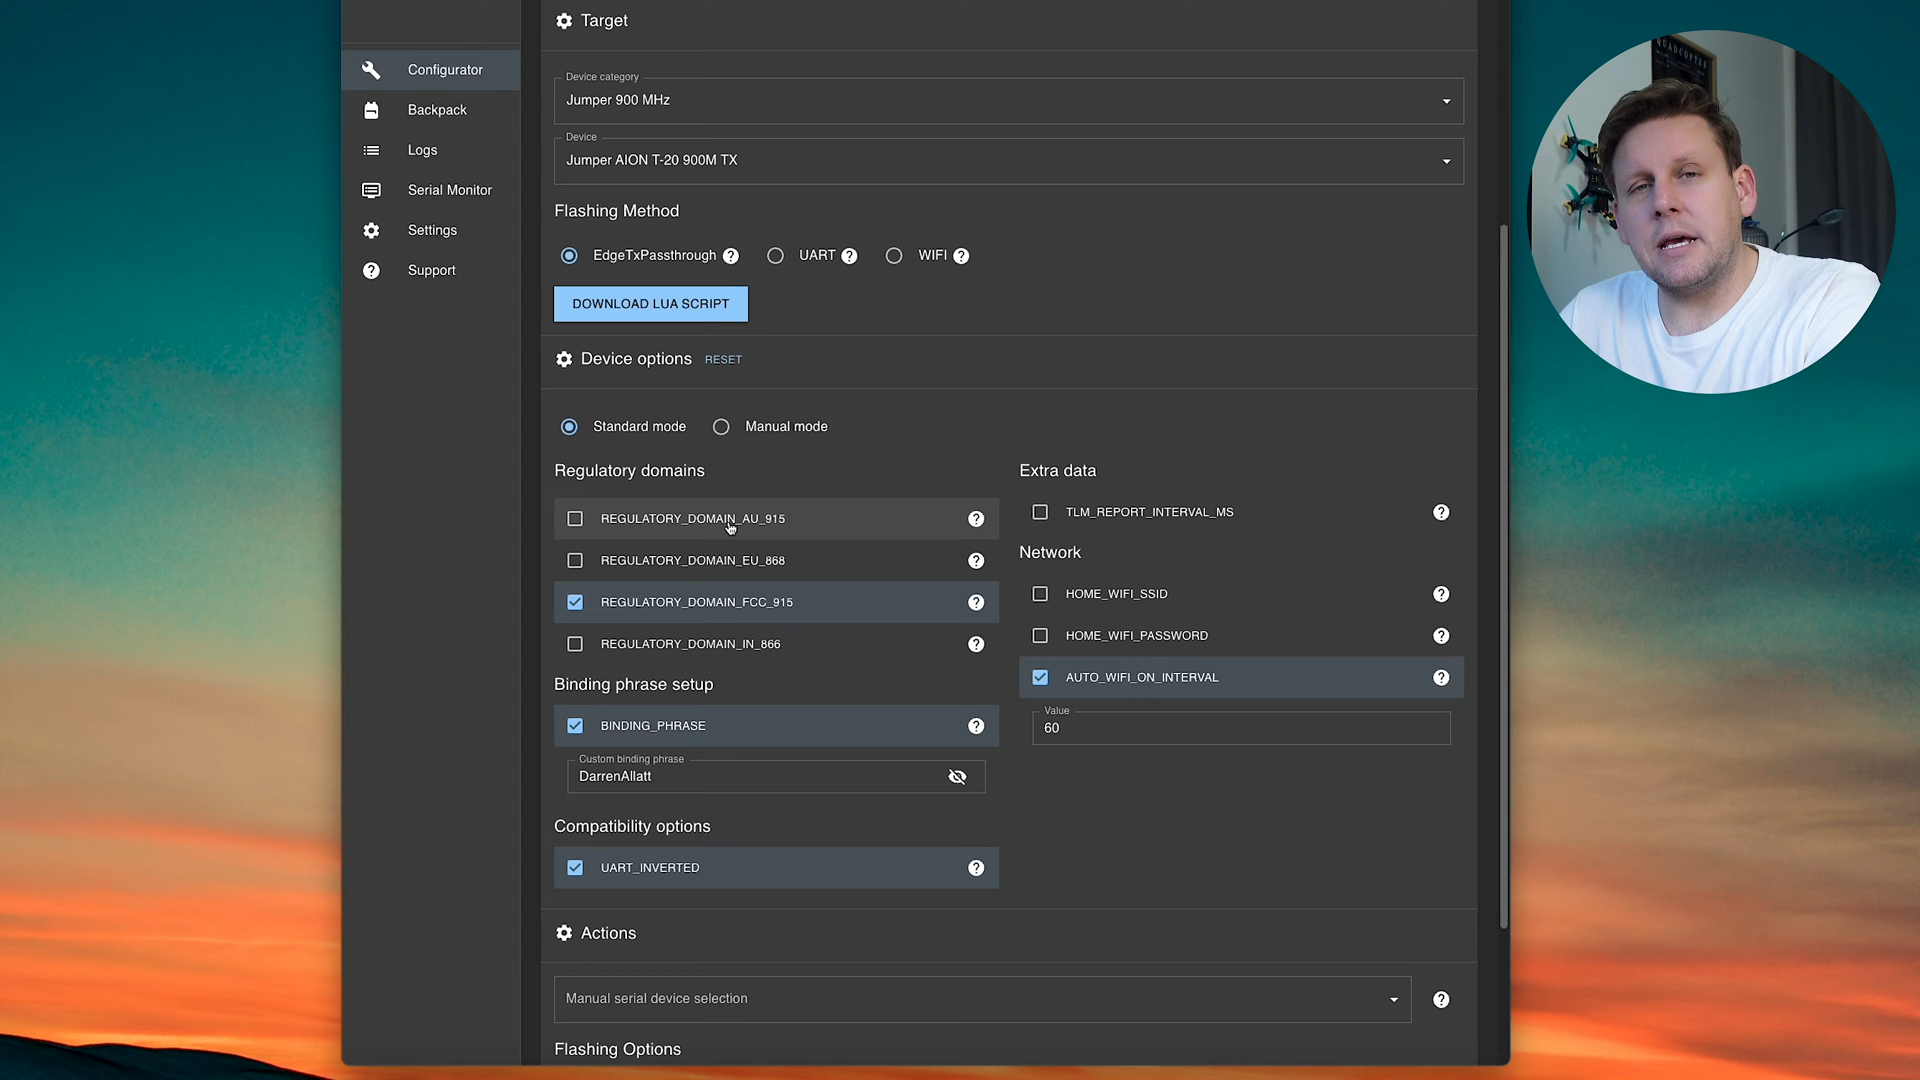 Target
Configurator
Backpack
Logs
Serial Monitor
Settings
Support
Device category
Jumper 900 MHz
Device
Jumper AION T-20 900M TX
Flashing Method
EdgeTxPassthrough ? UART ? WIFI ?
DOWNLOAD LUA SCRIPT
Device options RESET
Standard mode Manual mode
Regulatory domains
REGULATORY_DOMAIN_AU_915 ?
REGULATORY_DOMAIN_EU_868 ?
REGULATORY_DOMAIN_FCC_915 ?
REGULATORY_DOMAIN_IN_866 ?
Binding phrase setup
BINDING_PHRASE ?
Custom binding phrase
DarrenAllatt
Compatibility options
UART_INVERTED ?
Extra data
TLM_REPORT_INTERVAL_MS ?
Network
HOME_WIFI_SSID ?
HOME_WIFI_PASSWORD ?
AUTO_WIFI_ON_INTERVAL ?
Value
60
Actions
Manual serial device selection ?
Flashing Options
QUADCOPTER